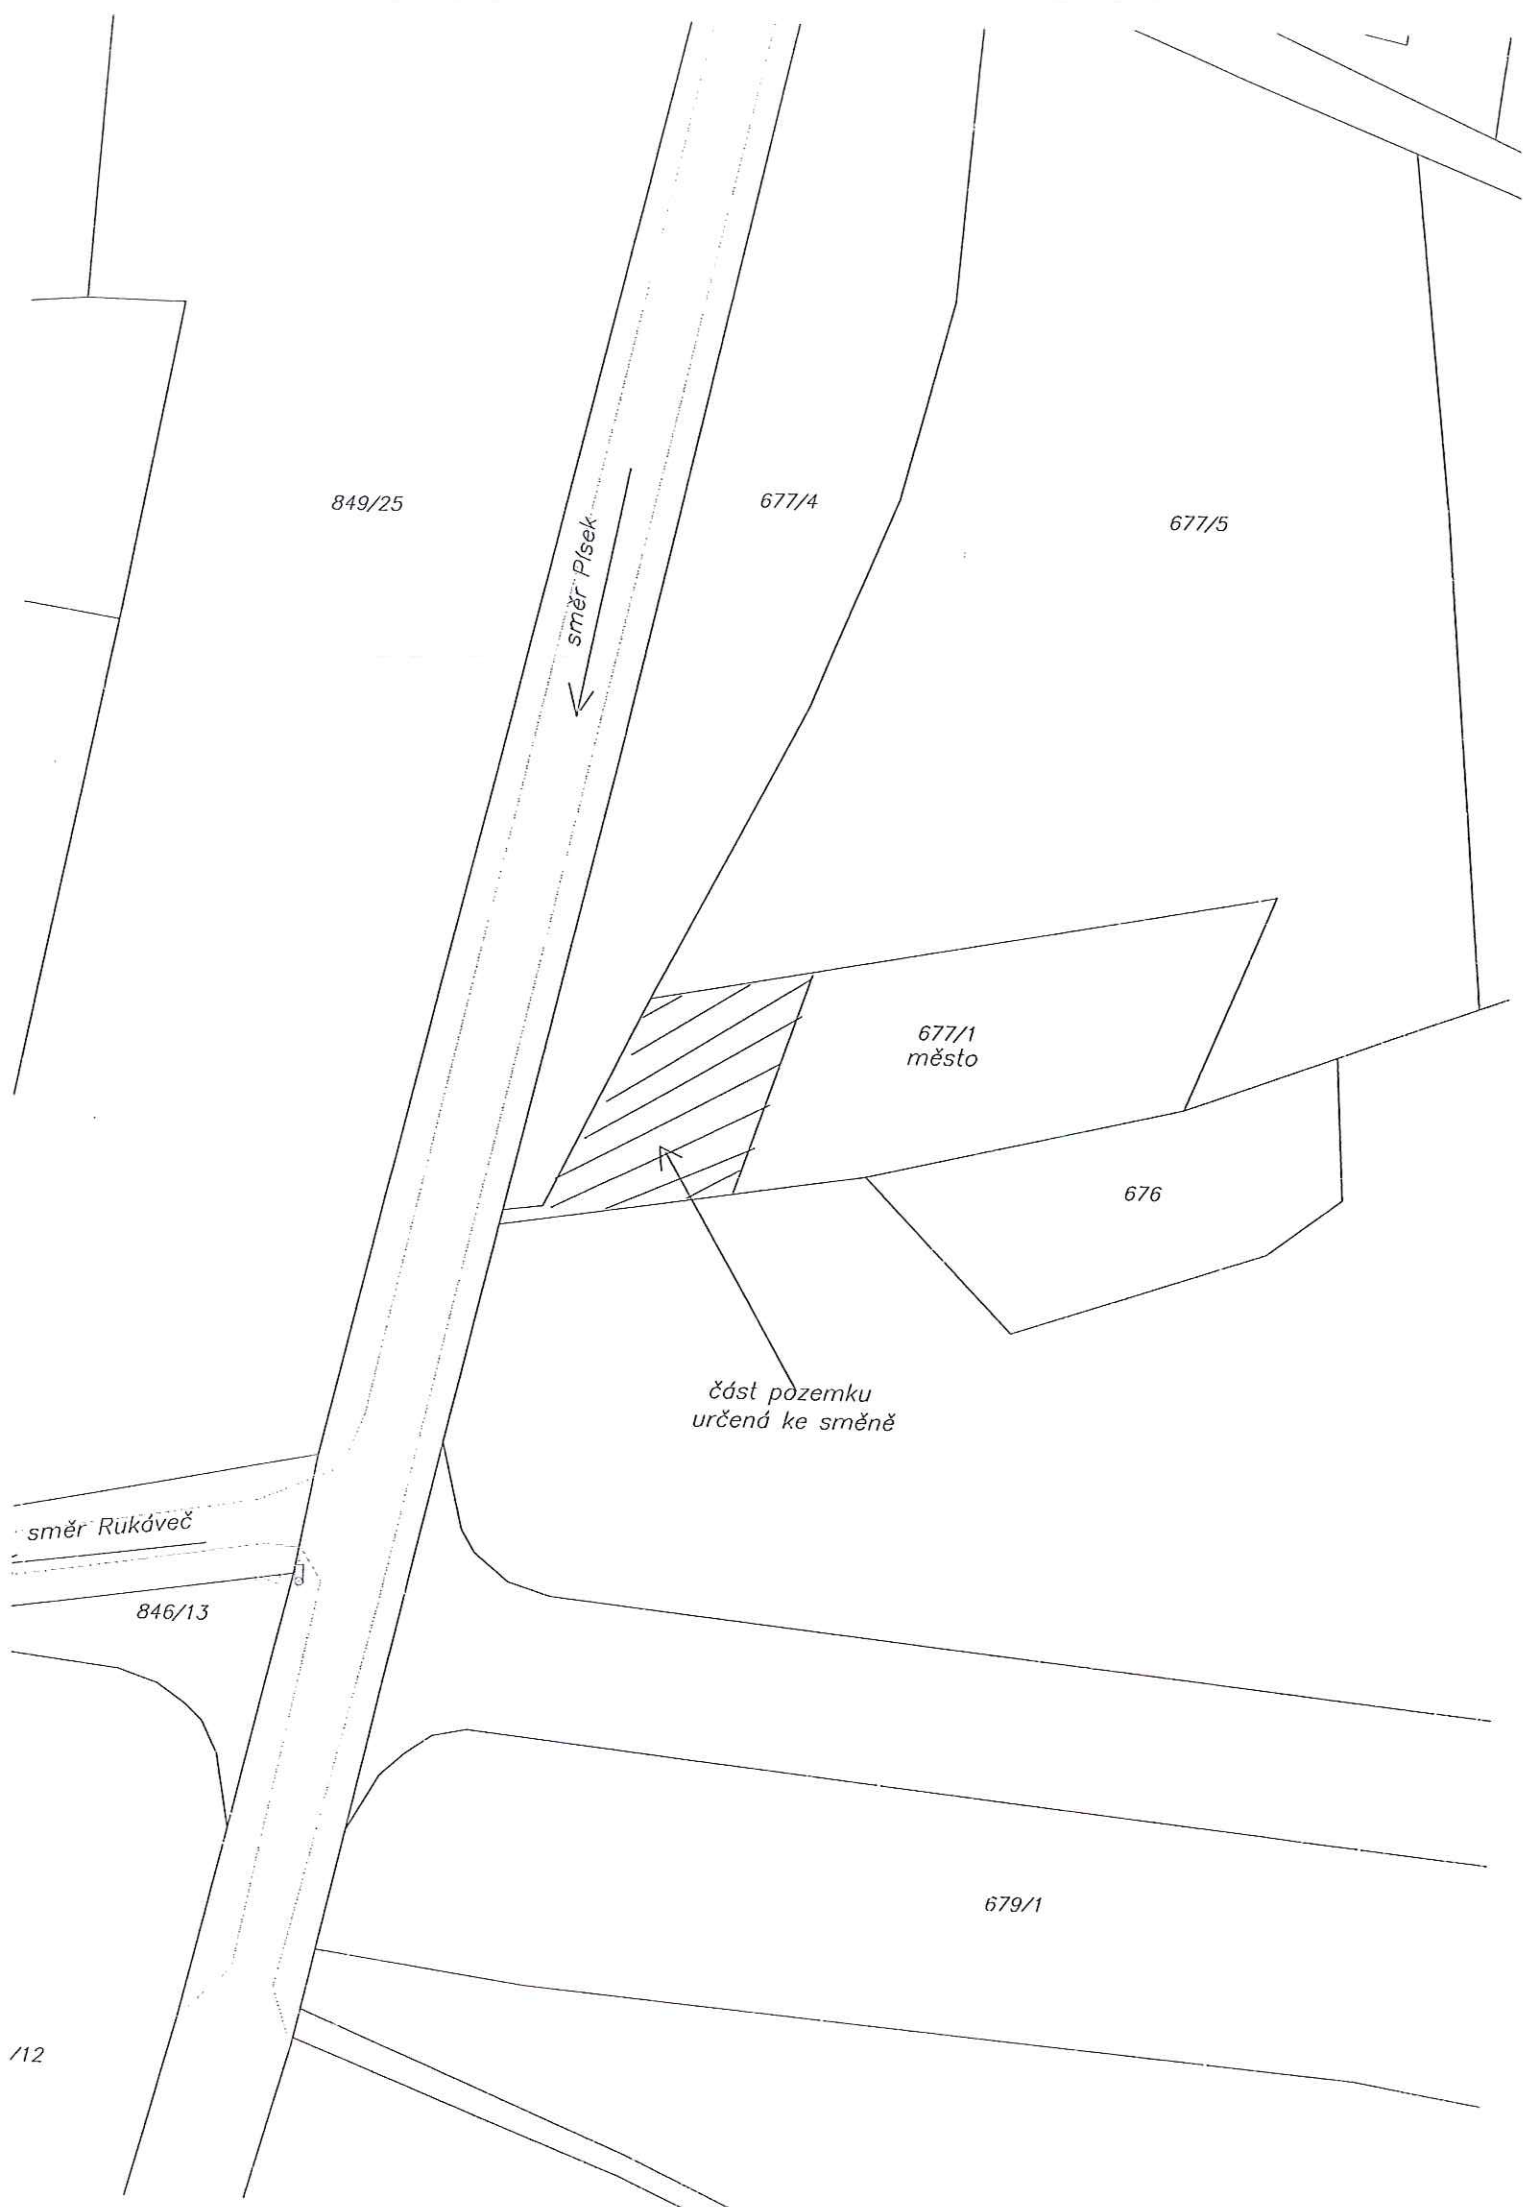 849/25
677/4
677/5
směr Písek
677/1
město
676
část pozemku
určená ke směně
směr Rukáveč
846/13
679/1
/12